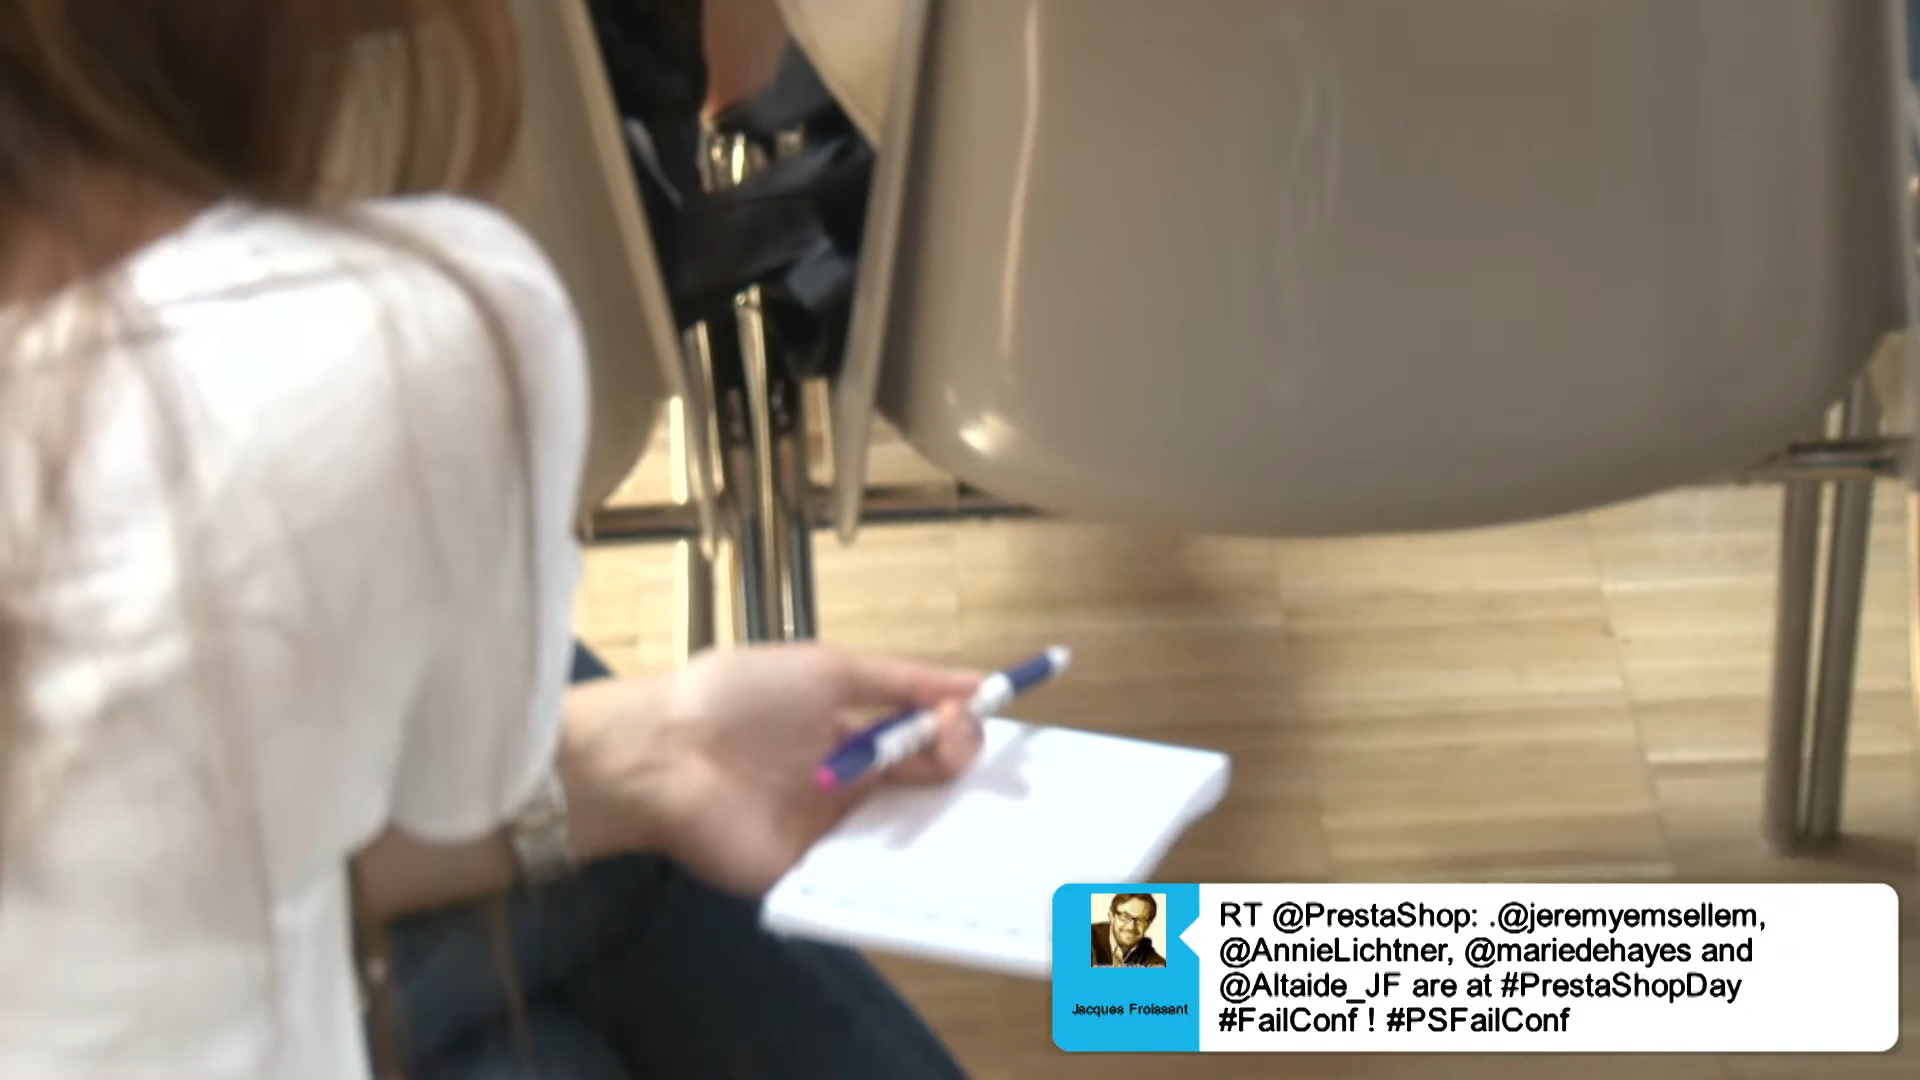 RT @PrestaShop: .@jeremyemsellem,
@AnnieLichtner, @mariedehayes and
@Altaide_JF are at #PrestaShopDay
#FailConf ! #PSFailConf
Jacques Froissant